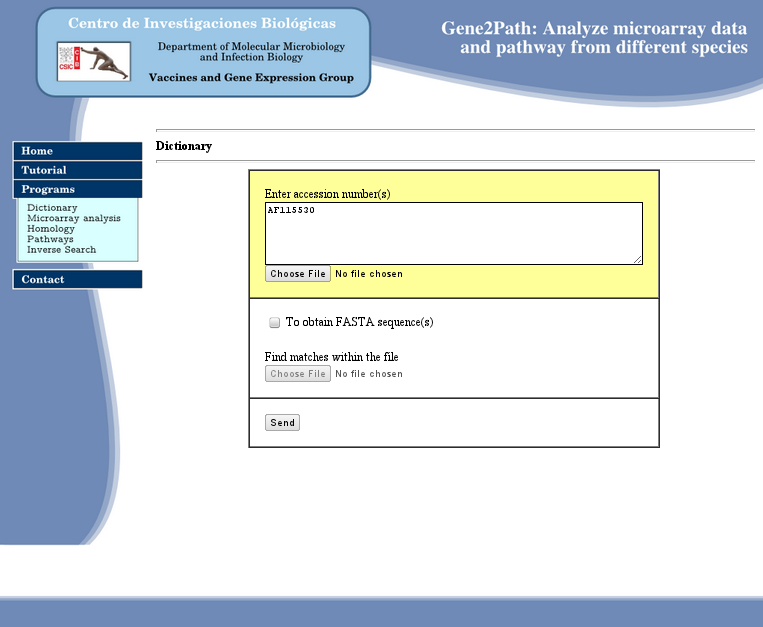 Centro de Investigaciones Biológicas
Department of Molecular Microbiology
and Infection Biology
CSIC
CIB
Vaccines and Gene Expression Group
Gene2Path: Analyze microarray data
and pathway from different species
Home
Tutorial
Programs
Dictionary
Microarray analysis
Homology
Pathways
Inverse Search
Contact
Dictionary
Enter accession number(s)
AF115530
Choose File No file chosen
To obtain FASTA sequence(s)
Find matches within the file
Choose File No file chosen
Send